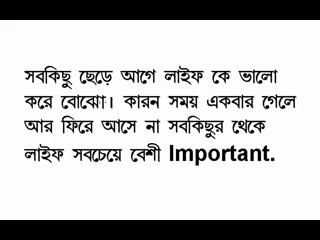 সবকিছু ছেড়ে আগে লাইফ কে ভালো
করে বোঝো। কারন সময় একবার গেলে
আর ফিরে আসে না সবকিছুর থেকে
লাইফ সবচেয়ে বেশী Important.